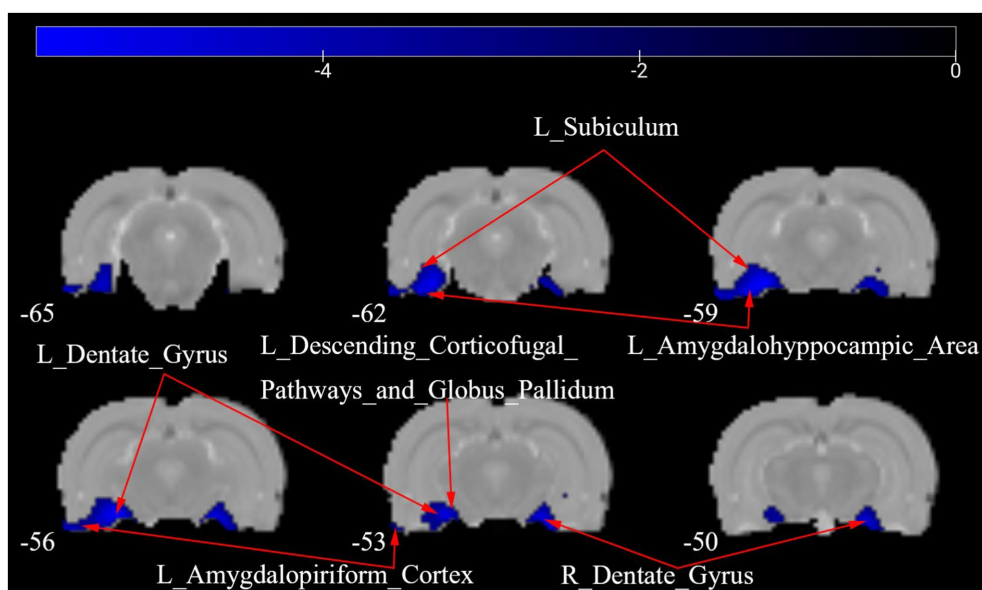 -4 -2 0
L_Subiculum
-65 -62 -59
L_Dentate_Gyrus L_Descending_Corticofugal_ L_Amygdalohyppocampic_Area
Pathways_and_Globus_Pallidum
-56 -53 -50
L_Amygdalopiriform_Cortex R_Dentate_Gyrus